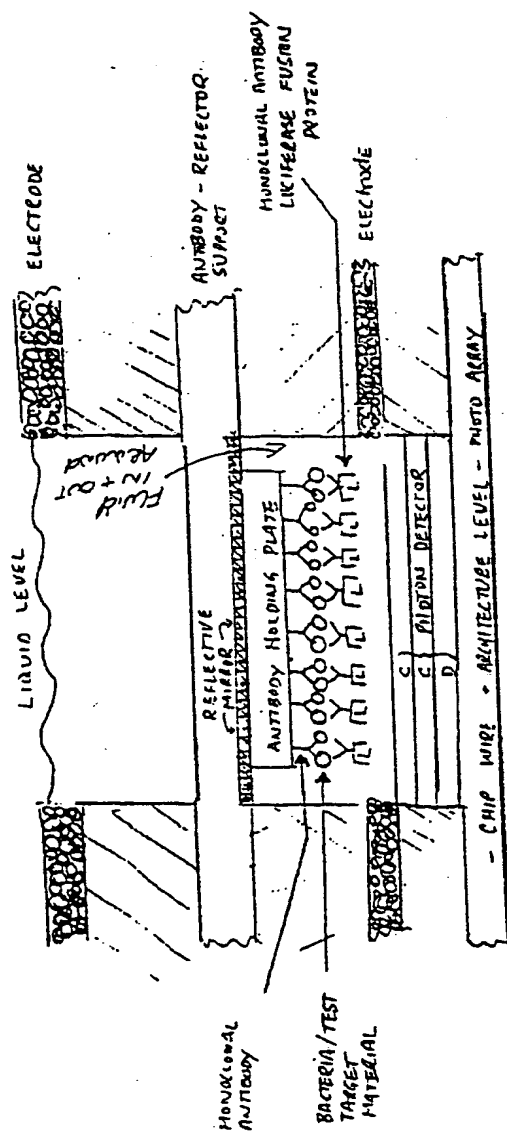 LIQUID LEVEL
ELECTRODE
FLUID
IN + OUT
AROUND
ANTIBODY - REFLECTOR
SUPPORT
REFLECTIVE
MIRROR
ANTIBODY HOLDING PLATE
MONOCLONAL
ANTIBODY
BACTERIA/TEST
TARGET
MATERIAL
MONOCLONAL ANTIBODY
LUCIFERASE FUSION
PROTEIN
ELECTRODE
C
C
D
PHOTON DETECTOR
- CHIP WIRE + ARCHITECTURE LEVEL - PHOTO ARRAY